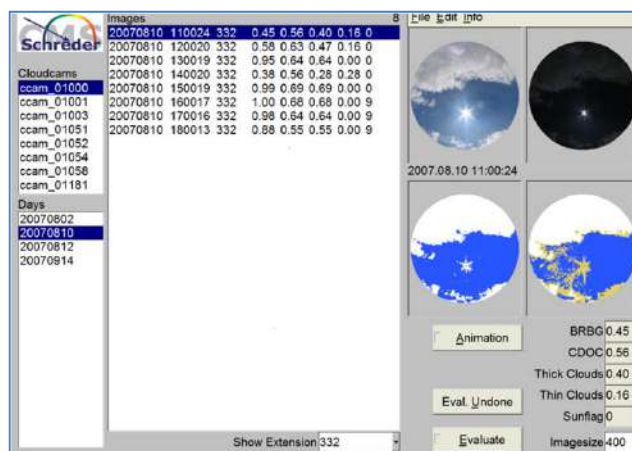 CMS
Schreder
Cloudcams
ccam_01000
ccam_01001
ccam_01003
ccam_01051
ccam_01052
ccam_01054
ccam_01058
ccam_01181
Days
20070802
20070810
20070812
20070914
Images 8
20070810 110024 332 0.45 0.56 0.40 0.16 0
20070810 120020 332 0.58 0.63 0.47 0.16 0
20070810 130019 332 0.95 0.64 0.64 0.00 0
20070810 140020 332 0.38 0.56 0.28 0.28 0
20070810 150019 332 0.99 0.69 0.69 0.00 0
20070810 160017 332 1.00 0.68 0.68 0.00 9
20070810 170016 332 0.98 0.64 0.64 0.00 9
20070810 180013 332 0.88 0.55 0.55 0.00 9
Show Extension 332
File Edit Info
2007.08.10 11:00:24
Animation
Eval. Undone
Evaluate
BRBG 0.45
CDOC 0.56
Thick Clouds 0.40
Thin Clouds 0.16
Sunflag 0
Imagesize 400